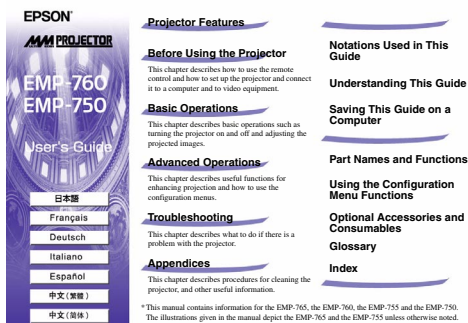 EPSON
MM PROJECTOR
EMP-760
EMP-750
User's Guide
日本語
Français
Deutsch
Italiano
Español
中文(繁體)
中文(简体)
Projector Features
Before Using the Projector
This chapter describes how to use the remote
control and how to set up the projector and connect
it to a computer and to video equipment.
Basic Operations
This chapter describes basic operations such as
turning the projector on and off and adjusting the
projected images.
Advanced Operations
This chapter describes useful functions for
enhancing projection and how to use the
configuration menus.
Troubleshooting
This chapter describes what to do if there is a
problem with the projector.
Appendices
This chapter describes procedures for cleaning the
projector, and other useful information.
Notations Used in This
Guide
Understanding This Guide
Saving This Guide on a
Computer
Part Names and Functions
Using the Configuration
Menu Functions
Optional Accessories and
Consumables
Glossary
Index
* This manual contains information for the EMP-765, the EMP-760, the EMP-755 and the EMP-750.
The illustrations given in the manual depict the EMP-765 and the EMP-755 unless otherwise noted.